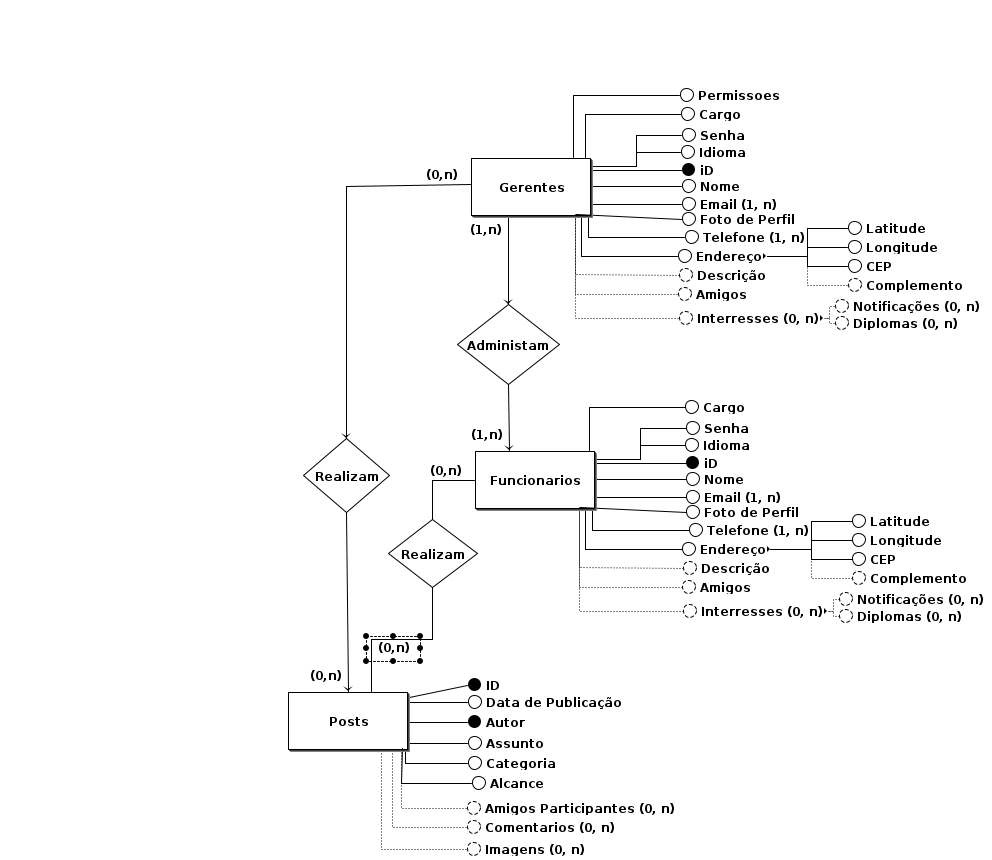 Permissoes
Cargo
Senha
Idioma
iD
Nome
Email (1, n)
Foto de Perfil
Telefone (1, n)
Endereço
Latitude
Longitude
CEP
Complemento
Descrição
Amigos
Interresses (0, n)
Notificações (0, n)
Diplomas (0, n)
(0,n)
Gerentes
(1,n)
Administam
(1,n)
Cargo
Senha
Idioma
iD
Nome
Email (1, n)
Foto de Perfil
Telefone (1, n)
Endereço
Latitude
Longitude
CEP
Complemento
Descrição
Amigos
Interresses (0, n)
Notificações (0, n)
Diplomas (0, n)
Realizam
(0,n)
Funcionarios
Realizam
(0,n)
(0,n)
Posts
ID
Data de Publicação
Autor
Assunto
Categoria
Alcance
Amigos Participantes (0, n)
Comentarios (0, n)
Imagens (0, n)